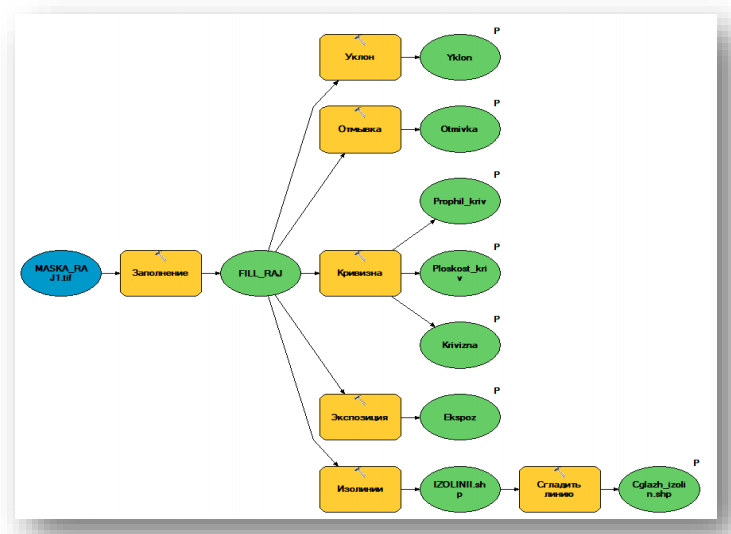 P
Уклон
Yklon
P
Отмывка
Otmivka
P
Prophil_kriv
P
MASKA_RA
J1.tif
Заполнение
FILL_RAJ
Кривизна
Ploskost_kri
v
P
Krivizna
P
Экспозиция
Ekspoz
P
Изолинии
IZOLINII.sh
p
Сгладить
линию
Cglazh_izoli
n.shp